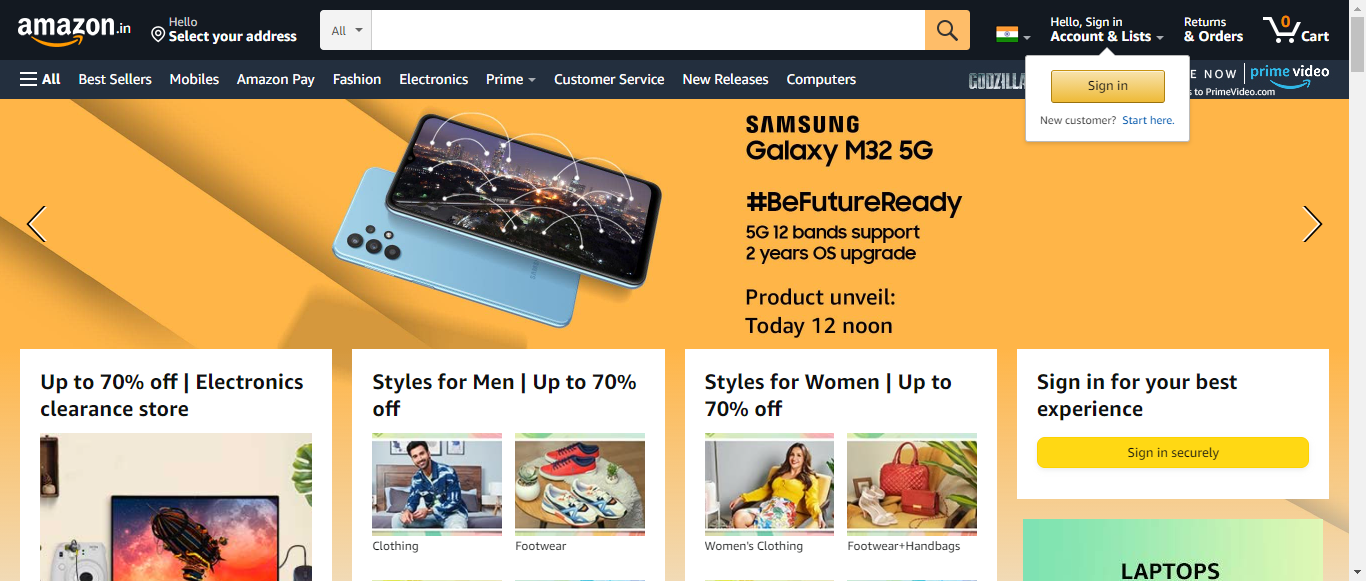 amazon.in
Hello
Select your address
All
Hello, Sign in
Account & Lists
Returns
& Orders
0
Cart
All
Best Sellers
Mobiles
Amazon Pay
Fashion
Electronics
Prime
Customer Service
New Releases
Computers
GODZILLA
E NOW
prime video
s to PrimeVideo.com
Sign in
New customer? Start here.
SAMSUNG
Galaxy M32 5G
#BeFutureReady
5G 12 bands support
2 years OS upgrade
Product unveil:
Today 12 noon
SAMSUNG
Up to 70% off | Electronics
clearance store
Styles for Men | Up to 70%
off
Clothing
Footwear
Styles for Women | Up to
70% off
Women's Clothing
Footwear+Handbags
Sign in for your best
experience
Sign in securely
LAPTOPS